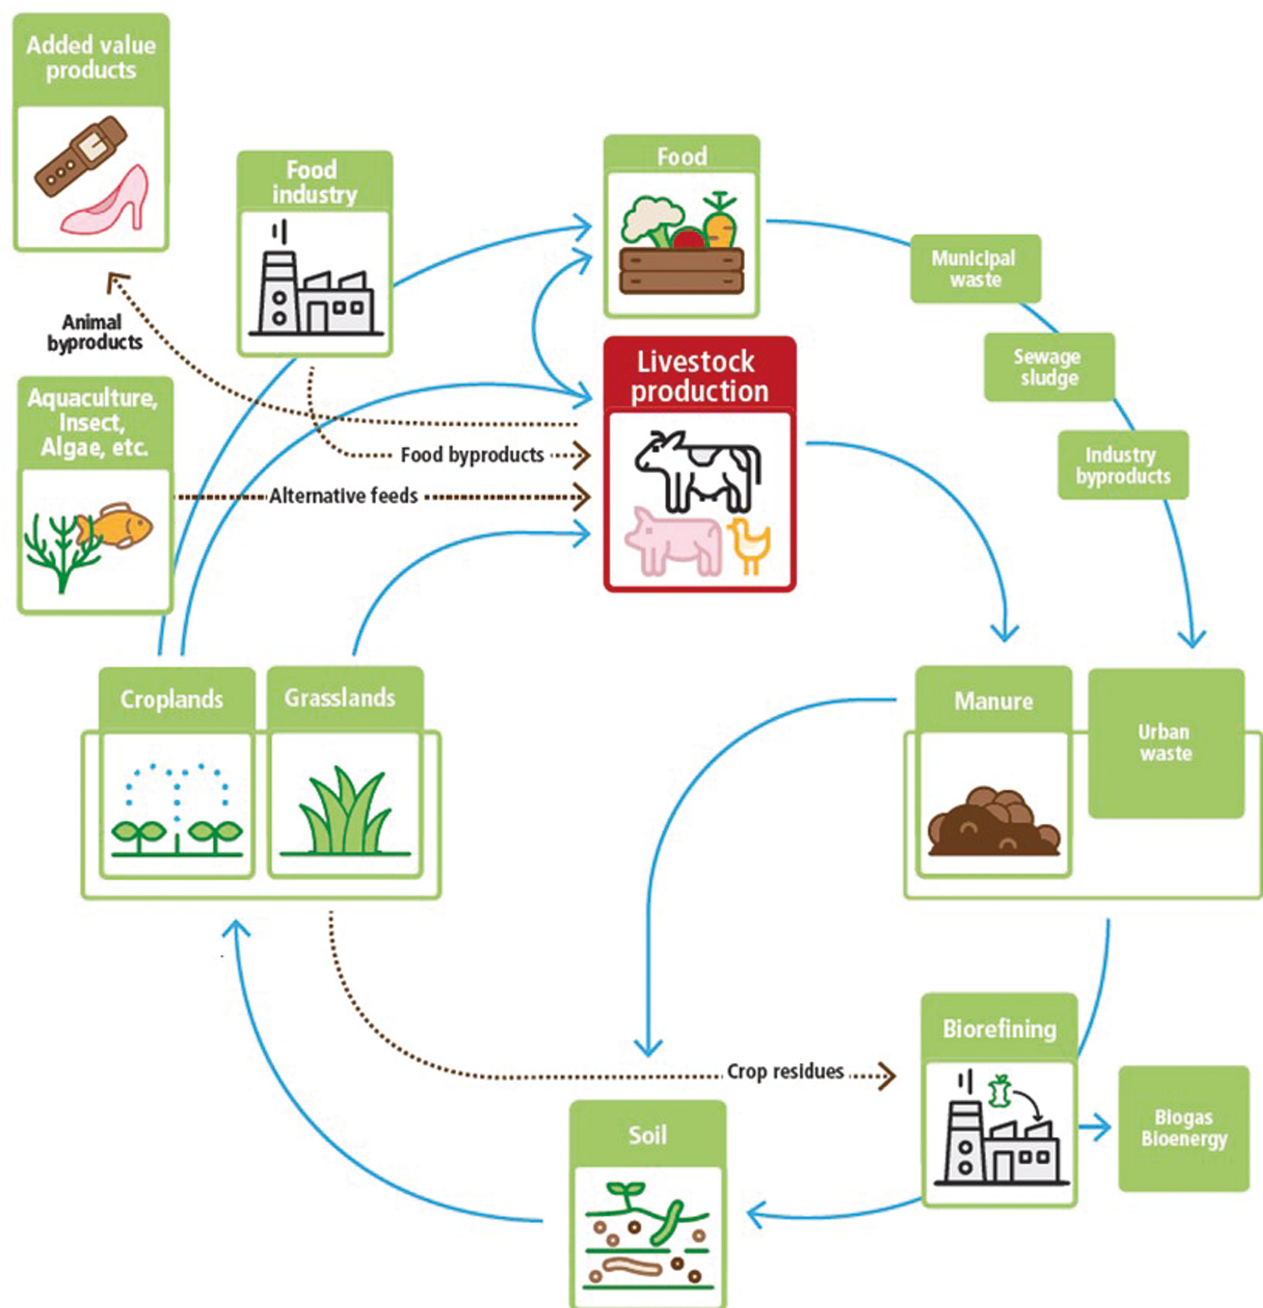 Added value
products
Food
industry
Food
Municipal
waste
Animal
byproducts
Sewage
sludge
Livestock
production
Aquaculture,
Insect,
Algae, etc.
Food byproducts
Industry
byproducts
Alternative feeds
Croplands
Grasslands
Manure
Urban
waste
Biorefining
Crop residues
Soil
Biogas
Bioenergy